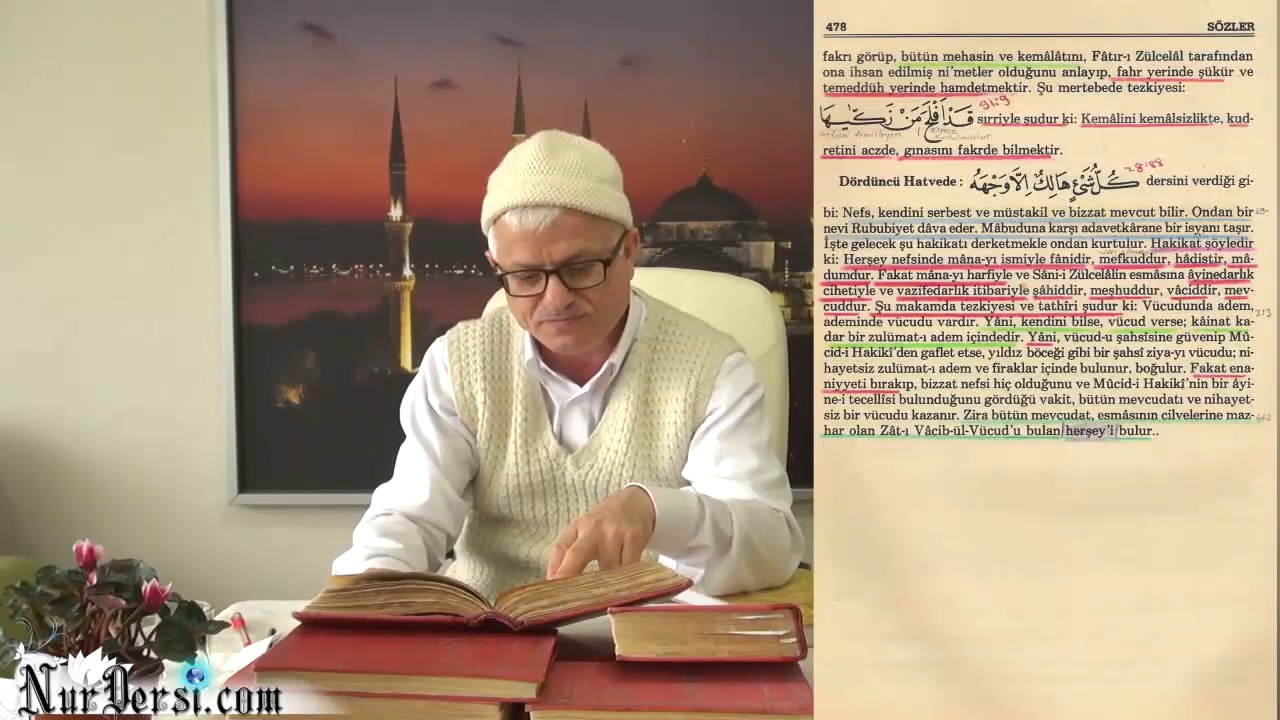 478 SÖZLER
fakrı görüp, bütün mehasin ve kemâlâtını, Fâtır-ı Zülcelâl tarafından
ona ihsan edilmiş ni'metler olduğunu anlayıp, fahr yerinde şükür ve
temeddüh yerinde hamdetmektir. Şu mertebede tezkiyesi:
91:9
قَدْ اَفْلَحَ مَنْ زَكّٰيهَا sırriyle şudur ki: Kemâlini kemâlsizlikte, kud-
retini aczde, gınasını fakrde bilmektir.
28:88
Dördüncü Hatvede: كُلُّ شَىْءٍ هَالِكٌ اِلَّا وَجْهَهُ dersini verdiği gi-
bi: Nefs, kendini serbest ve müstakil ve bizzat mevcut bilir. Ondan bir
nevi Rububiyet dâva eder. Mâbuduna karşı adavetkârane bir isyanı taşır.
İşte gelecek şu hakikatı derketmekle ondan kurtulur. Hakikat şöyledir
ki: Herşey nefsinde mâna-yı ismiyle fânidir, mefkuddur, hâdistir, mâ-
dumdur. Fakat mâna-yı harfiyle ve Sâni-i Zülcelâlin esmâsına âyinedarlık
cihetiyle ve vazifedarlık itibariyle şâhiddir, meşhuddur, vâciddir, mev-
cuddur. Şu makamda tezkiyesi ve tathîri şudur ki: Vücudunda adem,
ademinde vücudu vardır. Yâni, kendini bilse, vücud verse; kâinat ka-
dar bir zulümat-ı adem içindedir. Yâni, vücud-u şahsîsine güvenip Mû-
cid-i Hakikî'den gaflet etse, yıldız böceği gibi bir şahsî ziya-yı vücudu; ni-
hayetsiz zulümat-ı adem ve firaklar içinde bulunur, boğulur. Fakat ena-
niyyeti bırakıp, bizzat nefsi hiç olduğunu ve Mûcid-i Hakikî'nin bir âyi-
ne-i tecellîsi bulunduğunu gördüğü vakit, bütün mevcudatı ve nihayet-
siz bir vücudu kazanır. Zira bütün mevcudat, esmâsının cilvelerine maz-
har olan Zât-ı Vâcib-ül-Vücud'u bulan herşey'i bulur..
NurDersi.com